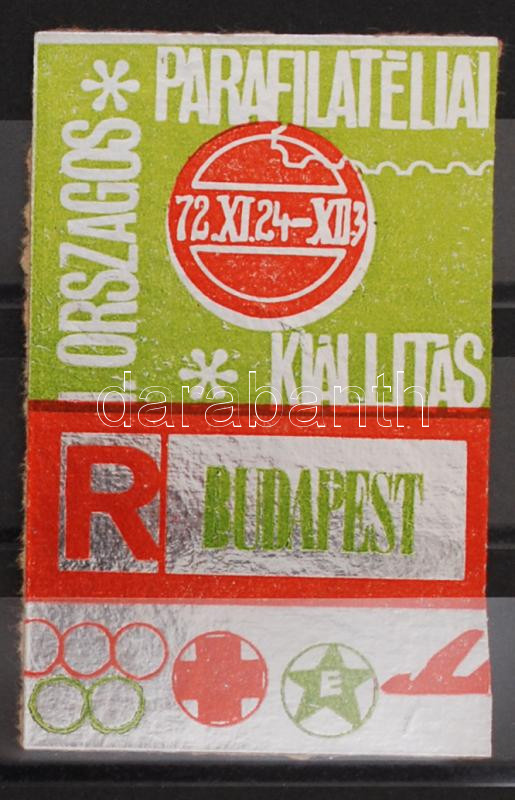 I. ORSZÁGOS *
PARAFILATÉLIAI
72.XI.24-XII.3
* KIÁLLÍTÁS
darabanth
R BUDAPEST
E